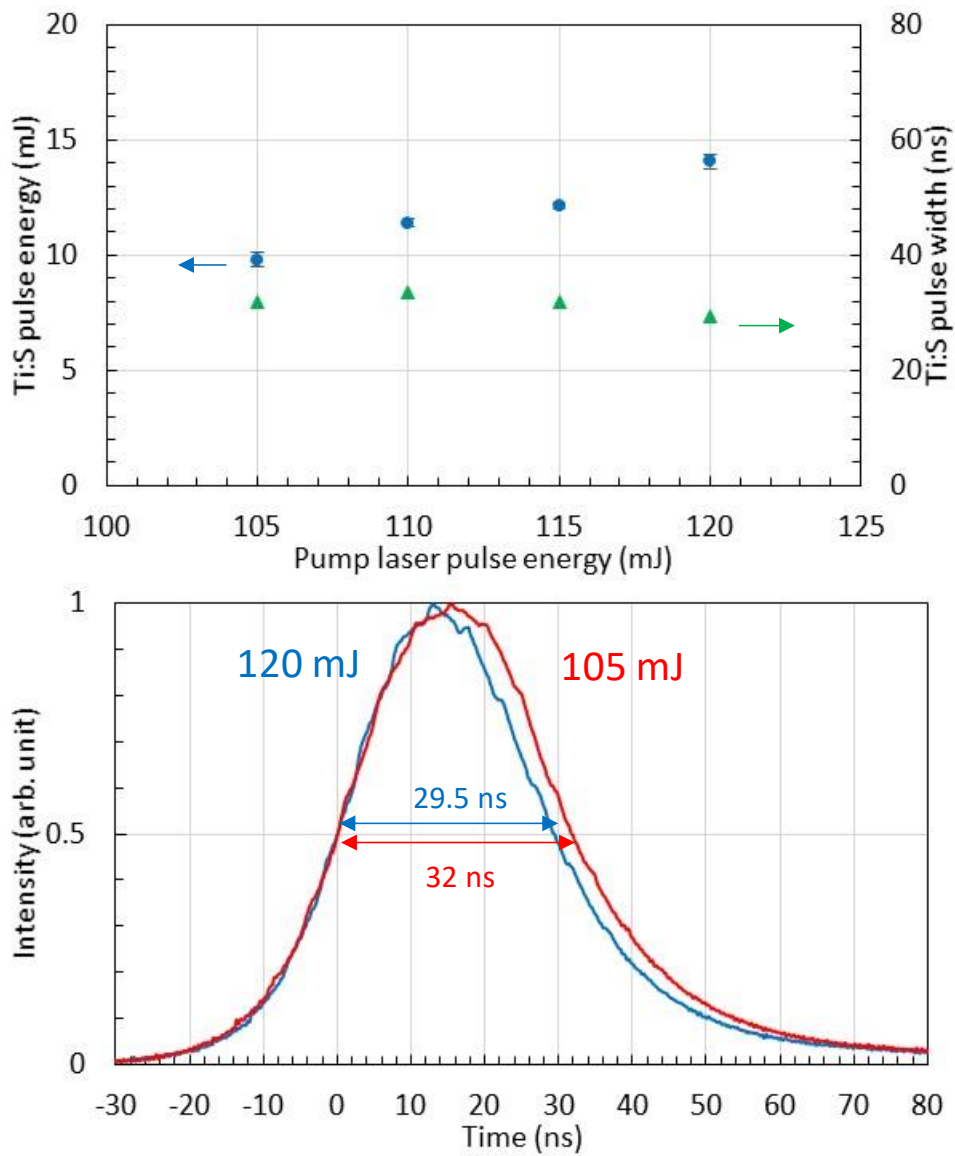 20
15
10
5
0
80
60
40
20
0
Ti:S pulse energy (mJ)
Ti:S pulse width (ns)
100 105 110 115 120 125
Pump laser pulse energy (mJ)
1
0.5
0
Intensity (arb. unit)
120 mJ
105 mJ
29.5 ns
32 ns
-30 -20 -10 0 10 20 30 40 50 60 70 80
Time (ns)